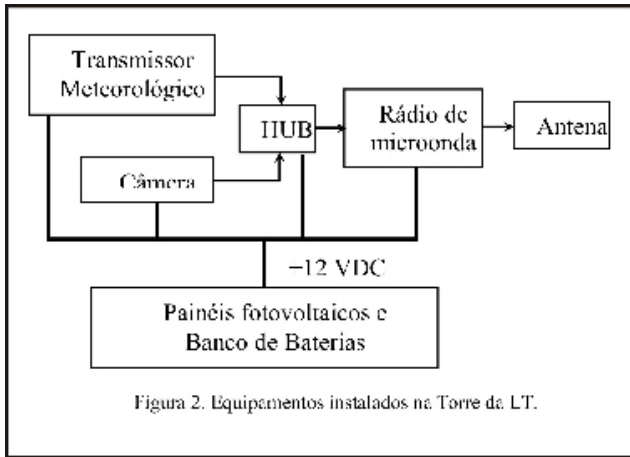 Transmissor
Meteorológico
HUB
Rádio de
microonda
Antena
Câmera
+12 VDC
Painéis fotovoltaicos e
Banco de Baterias
Figura 2. Equipamentos instalados na Torre da LT.